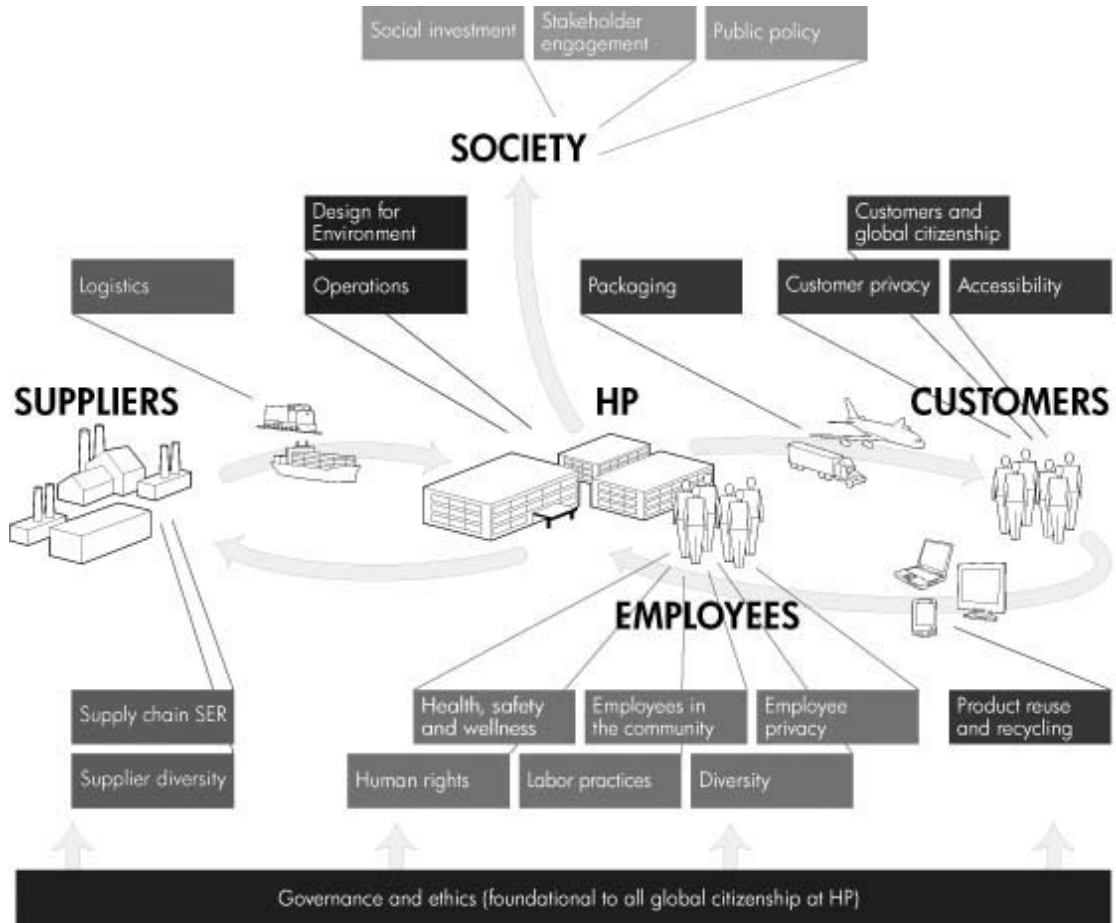 Social investment
Stakeholder
engagement
Public policy
SOCIETY
Design for
Environment
Customers and
global citizenship
Logistics
Operations
Packaging
Customer privacy
Accessibility
SUPPLIERS
HP
CUSTOMERS
EMPLOYEES
Supply chain SER
Health, safety
and wellness
Employees in
the community
Employee
privacy
Product reuse
and recycling
Supplier diversity
Human rights
Labor practices
Diversity
Governance and ethics (foundational to all global citizenship at HP)